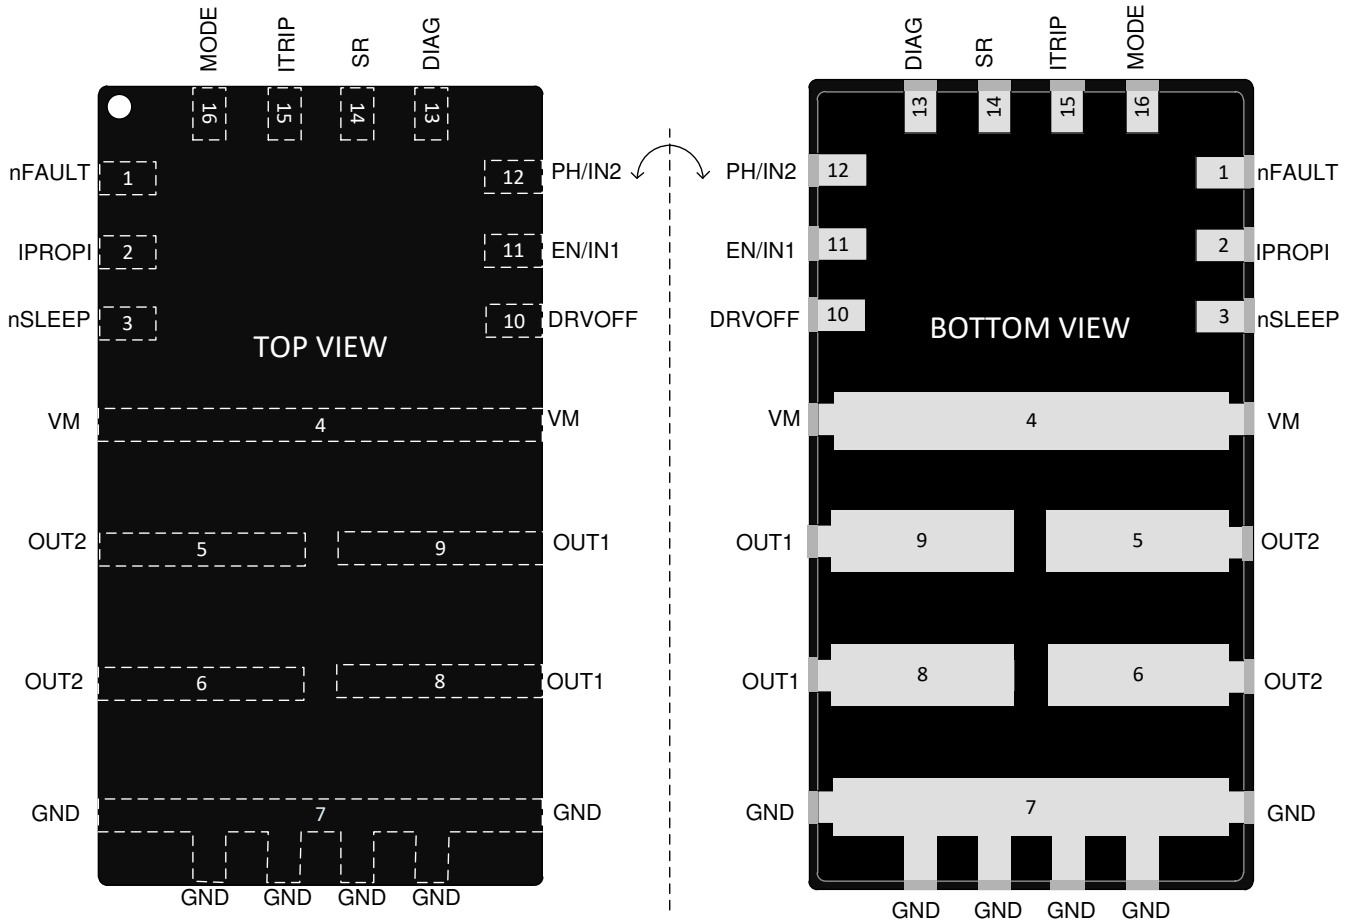 MODE ITRIP SR DIAG
16 15 14 13
nFAULT 1 12 PH/IN2
IPROPI 2 11 EN/IN1
nSLEEP 3 10 DRVOFF
TOP VIEW
VM 4 VM
OUT2 5 9 OUT1
OUT2 6 8 OUT1
GND 7 GND
GND GND GND GND
DIAG SR ITRIP MODE
13 14 15 16
PH/IN2 12 1 nFAULT
EN/IN1 11 2 IPROPI
DRVOFF 10 3 nSLEEP
BOTTOM VIEW
VM 4 VM
OUT1 9 5 OUT2
OUT1 8 6 OUT2
GND 7 GND
GND GND GND GND